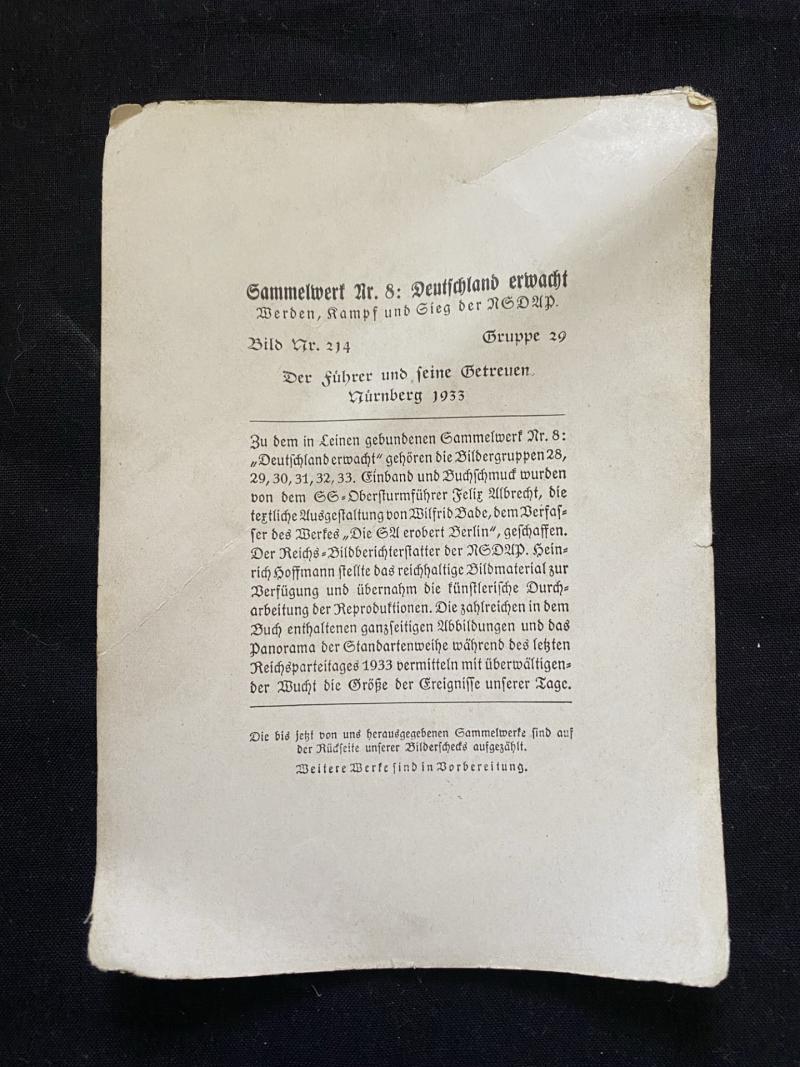 Sammelwerk Nr. 8: Deutschland erwacht
Werden, Kampf und Sieg der NSDAP.
Bild Nr. 214 Gruppe 29
Der Führer und seine Getreuen
Nürnberg 1933
Zu dem in Leinen gebundenen Sammelwerk Nr. 8:
„Deutschland erwacht“ gehören die Bildergruppen 28,
29, 30, 31, 32, 33. Einband und Buchschmuck wurden
von dem SS-Obersturmführer Felix Albrecht, die
textliche Ausgestaltung von Wilfrid Bade, dem Verfas-
ser des Werkes „Die SA erobert Berlin“, geschaffen.
Der Reichs-Bildberichterstatter der NSDAP. Hein-
rich Hoffmann stellte das reichhaltige Bildmaterial zur
Verfügung und übernahm die künstlerische Durch-
arbeitung der Reproduktionen. Die zahlreichen in dem
Buch enthaltenen ganzseitigen Abbildungen und das
Panorama der Standartenweihe während des letzten
Reichsparteitages 1933 vermitteln mit überwältigen-
der Wucht die Größe der Ereignisse unserer Tage.
Die bis jetzt von uns herausgegebenen Sammelwerke sind auf
der Rückseite unserer Bilderschecks aufgezählt.
Weitere Werke sind in Vorbereitung.